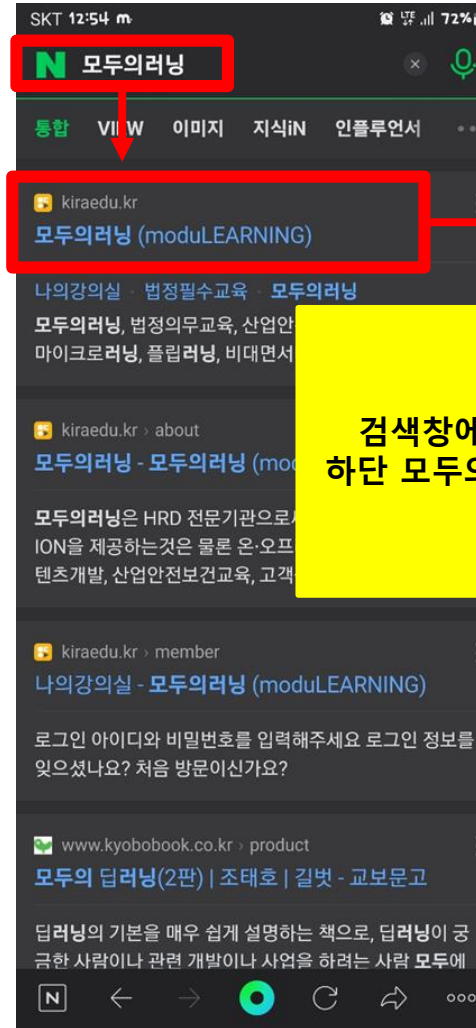 SKT 12:54 m LTE 72%
N 모두의러닝
통합 VIEW 이미지 지식iN 인플루언서
kiraedu.kr
모두의러닝 (moduLEARNING)
나의강의실 · 법정필수교육 · 모두의러닝
모두의러닝, 법정의무교육, 산업안
마이크로러닝, 플립러닝, 비대면서
검색창에
하단 모두의
kiraedu.kr › about
모두의러닝 - 모두의러닝 (mod
모두의러닝은 HRD 전문기관으로
ION을 제공하는것은 물론 온·오프
텐츠개발, 산업안전보건교육, 고객
kiraedu.kr › member
나의강의실 - 모두의러닝 (moduLEARNING)
로그인 아이디와 비밀번호를 입력해주세요 로그인 정보를
잊으셨나요? 처음 방문이신가요?
www.kyobobook.co.kr › product
모두의 딥러닝(2판) | 조태호 | 길벗 - 교보문고
딥러닝의 기본을 매우 쉽게 설명하는 책으로, 딥러닝이 궁
금한 사람이나 관련 개발이나 사업을 하려는 사람 모두에
N